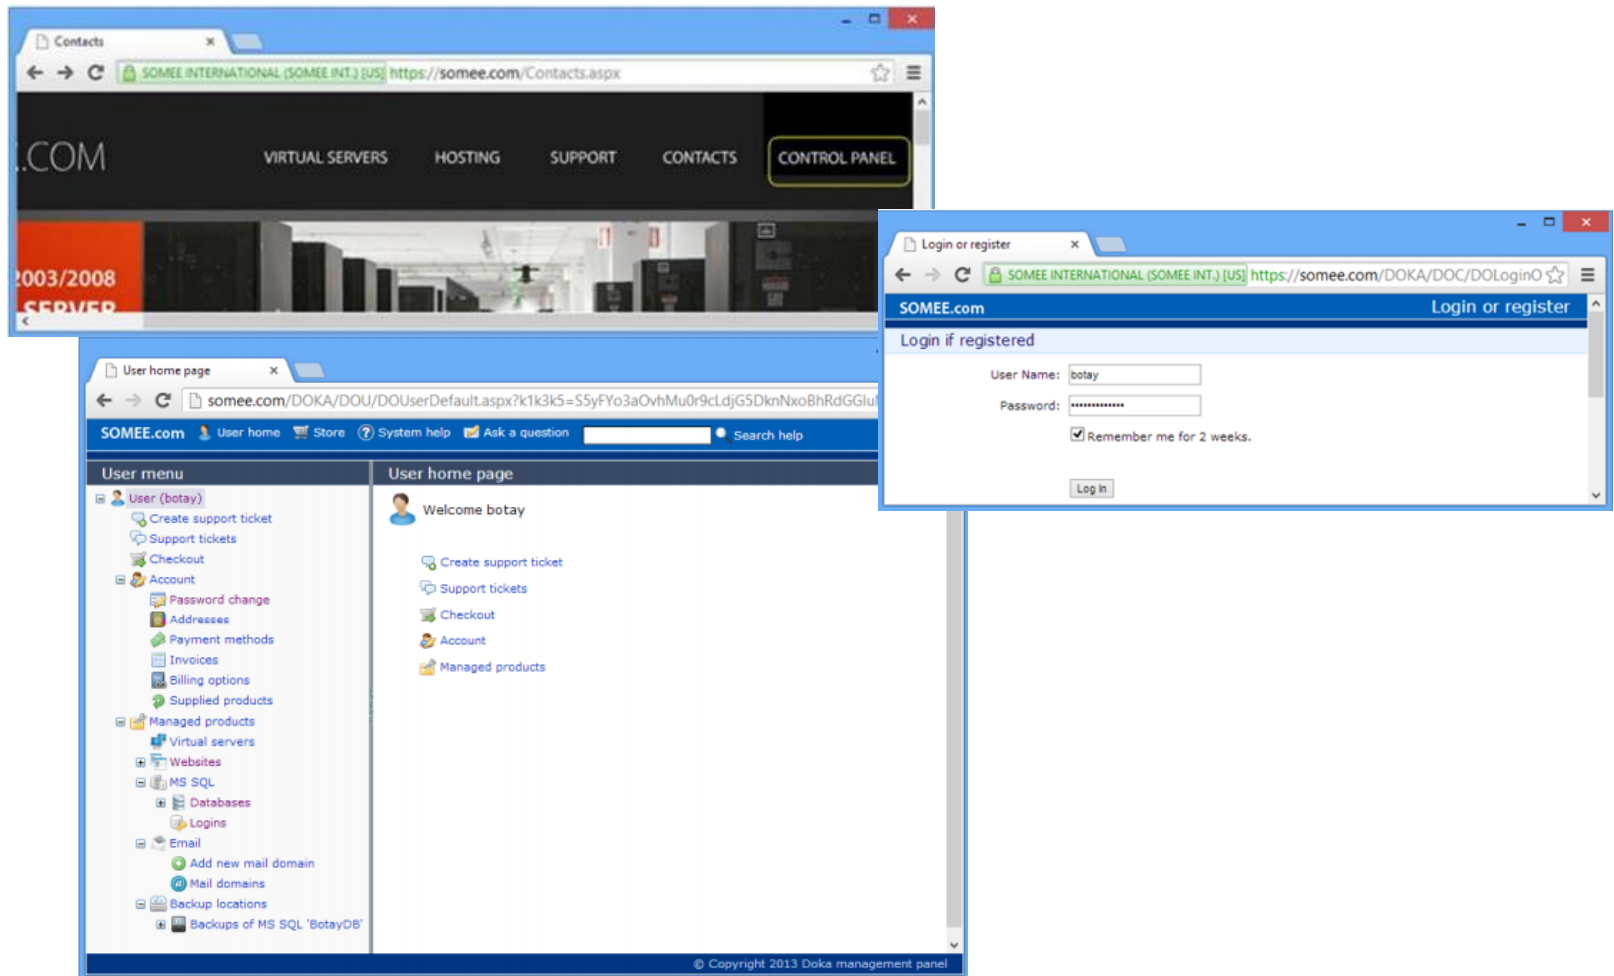 Contacts
SOMEE INTERNATIONAL (SOMEE INT.) [US] https://somee.com/Contacts.aspx
.COM
VIRTUAL SERVERS HOSTING SUPPORT CONTACTS CONTROL PANEL
2003/2008
SERVER
Login or register
SOMEE INTERNATIONAL (SOMEE INT.) [US] https://somee.com/DOKA/DOC/DOLoginO
SOMEE.com Login or register
Login if registered
User Name: botay
Password: •••••••••••••
Remember me for 2 weeks.
Log In
User home page
somee.com/DOKA/DOU/DOUserDefault.aspx?k1k3k5=S5yFYo3aOvhMu0r9cLdjG5DknNxoBhRdGGlu
SOMEE.com User home Store System help Ask a question Search help
User menu
User (botay)
Create support ticket
Support tickets
Checkout
Account
Password change
Addresses
Payment methods
Invoices
Billing options
Supplied products
Managed products
Virtual servers
Websites
MS SQL
Databases
Logins
Email
Add new mail domain
Mail domains
Backup locations
Backups of MS SQL 'BotayDB'
User home page
Welcome botay
Create support ticket
Support tickets
Checkout
Account
Managed products
© Copyright 2013 Doka management panel